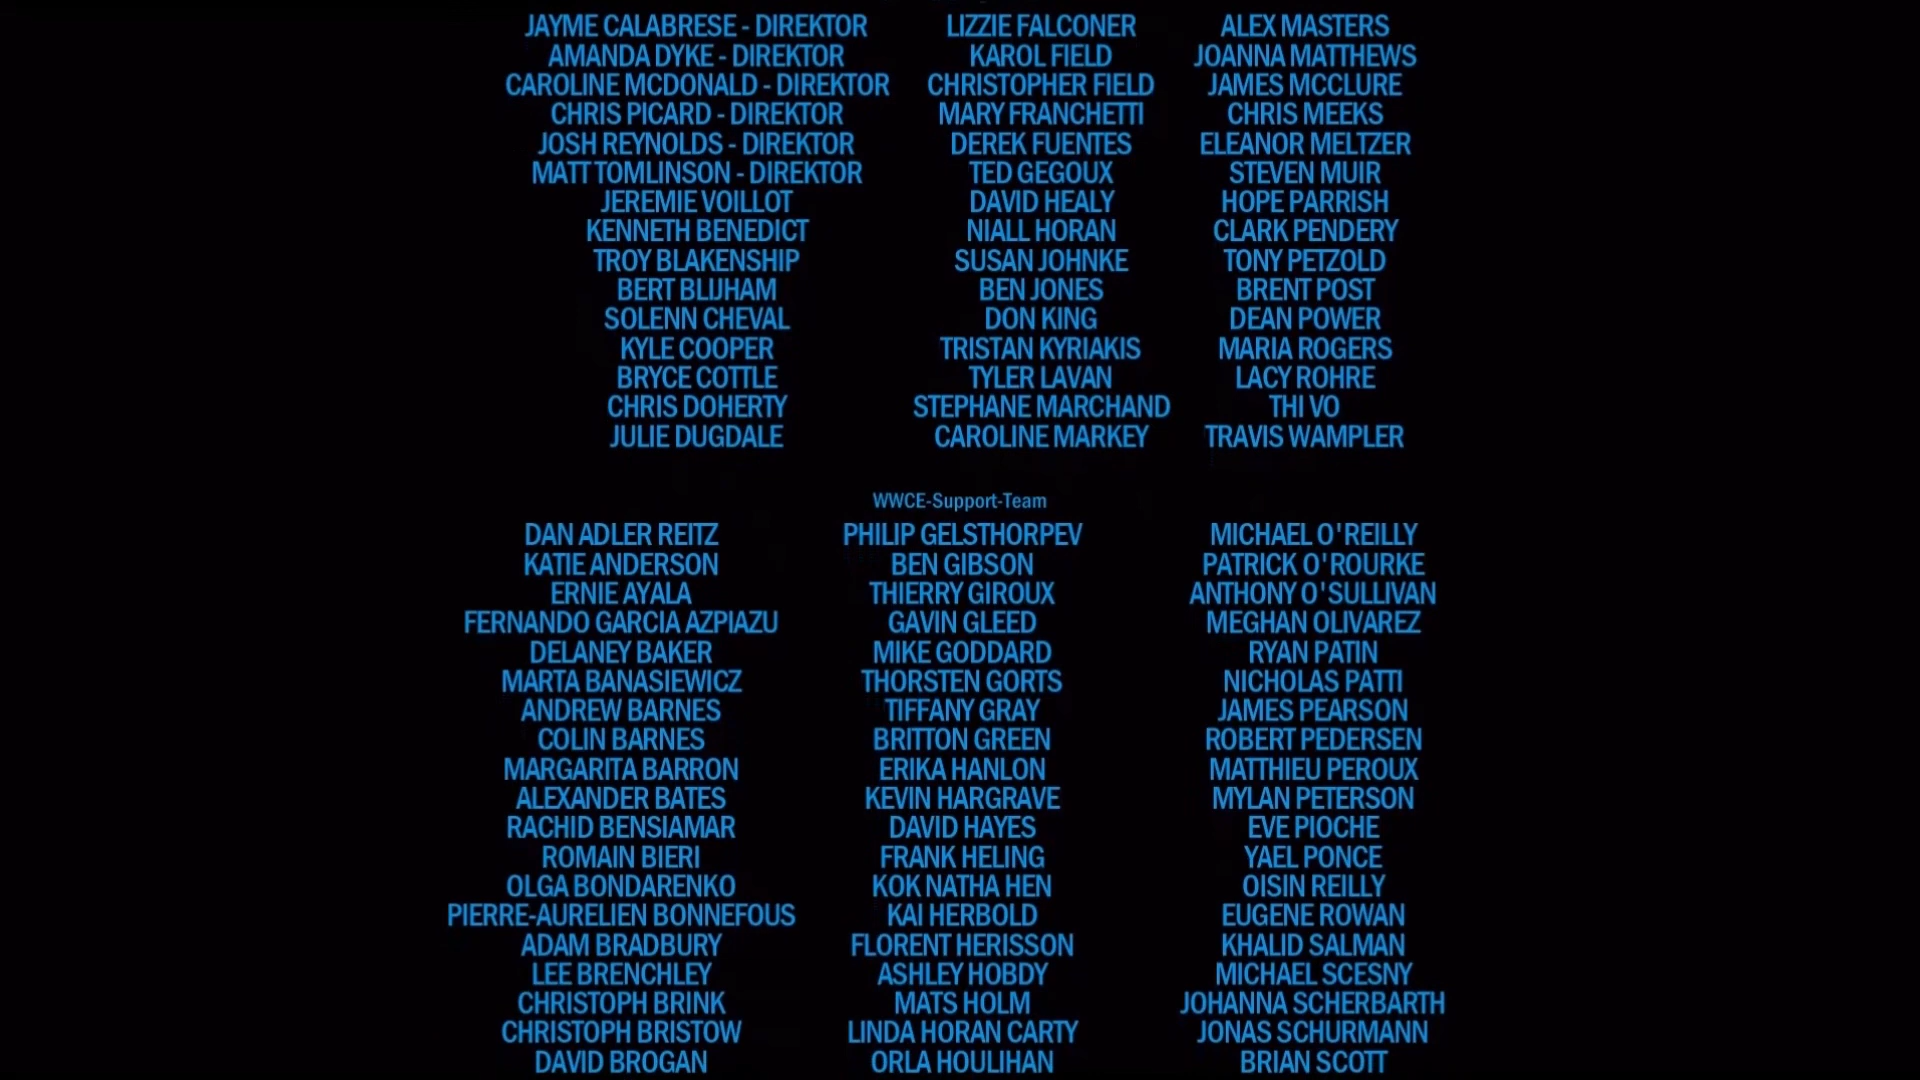 JAYME CALABRESE - DIREKTOR
AMANDA DYKE - DIREKTOR
CAROLINE MCDONALD - DIREKTOR
CHRIS PICARD - DIREKTOR
JOSH REYNOLDS - DIREKTOR
MATT TOMLINSON - DIREKTOR
JEREMIE VOILLOT
KENNETH BENEDICT
TROY BLAKENSHIP
BERT BLIJHAM
SOLENN CHEVAL
KYLE COOPER
BRYCE COTTLE
CHRIS DOHERTY
JULIE DUGDALE
LIZZIE FALCONER
KAROL FIELD
CHRISTOPHER FIELD
MARY FRANCHETTI
DEREK FUENTES
TED GEGOUX
DAVID HEALY
NIALL HORAN
SUSAN JOHNKE
BEN JONES
DON KING
TRISTAN KYRIAKIS
TYLER LAVAN
STEPHANE MARCHAND
CAROLINE MARKEY
ALEX MASTERS
JOANNA MATTHEWS
JAMES MCCLURE
CHRIS MEEKS
ELEANOR MELTZER
STEVEN MUIR
HOPE PARRISH
CLARK PENDERY
TONY PETZOLD
BRENT POST
DEAN POWER
MARIA ROGERS
LACY ROHRE
THI VO
TRAVIS WAMPLER
WWCE-Support-Team
DAN ADLER REITZ
KATIE ANDERSON
ERNIE AYALA
FERNANDO GARCIA AZPIAZU
DELANEY BAKER
MARTA BANASIEWICZ
ANDREW BARNES
COLIN BARNES
MARGARITA BARRON
ALEXANDER BATES
RACHID BENSIAMAR
ROMAIN BIERI
OLGA BONDARENKO
PIERRE-AURELIEN BONNEFOUS
ADAM BRADBURY
LEE BRENCHLEY
CHRISTOPH BRINK
CHRISTOPH BRISTOW
DAVID BROGAN
PHILIP GELSTHORPEV
BEN GIBSON
THIERRY GIROUX
GAVIN GLEED
MIKE GODDARD
THORSTEN GORTS
TIFFANY GRAY
BRITTON GREEN
ERIKA HANLON
KEVIN HARGRAVE
DAVID HAYES
FRANK HELING
KOK NATHA HEN
KAI HERBOLD
FLORENT HERISSON
ASHLEY HOBDY
MATS HOLM
LINDA HORAN CARTY
ORLA HOULIHAN
MICHAEL O'REILLY
PATRICK O'ROURKE
ANTHONY O'SULLIVAN
MEGHAN OLIVAREZ
RYAN PATIN
NICHOLAS PATTI
JAMES PEARSON
ROBERT PEDERSEN
MATTHIEU PEROUX
MYLAN PETERSON
EVE PIOCHE
YAEL PONCE
OISIN REILLY
EUGENE ROWAN
KHALID SALMAN
MICHAEL SCESNY
JOHANNA SCHERBARTH
JONAS SCHURMANN
BRIAN SCOTT